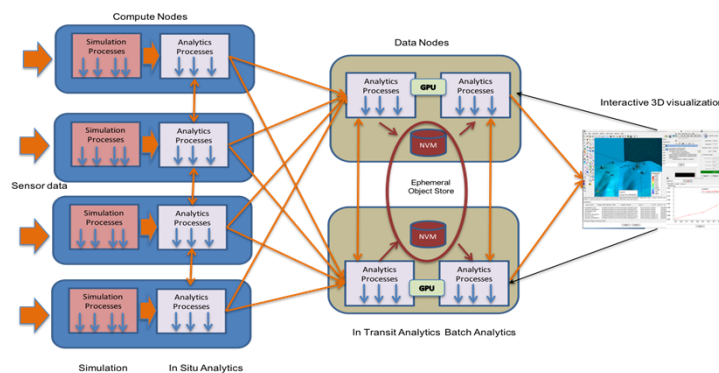 Compute Nodes
Simulation
Processes
Analytics
Processes
Simulation
Processes
Analytics
Processes
Sensor data
Simulation
Processes
Analytics
Processes
Simulation
Processes
Analytics
Processes
Simulation
In Situ Analytics
Data Nodes
Analytics
Processes
GPU
Analytics
Processes
NVM
Ephemeral
Object Store
NVM
Analytics
Processes
GPU
Analytics
Processes
In Transit Analytics
Batch Analytics
Interactive 3D visualization